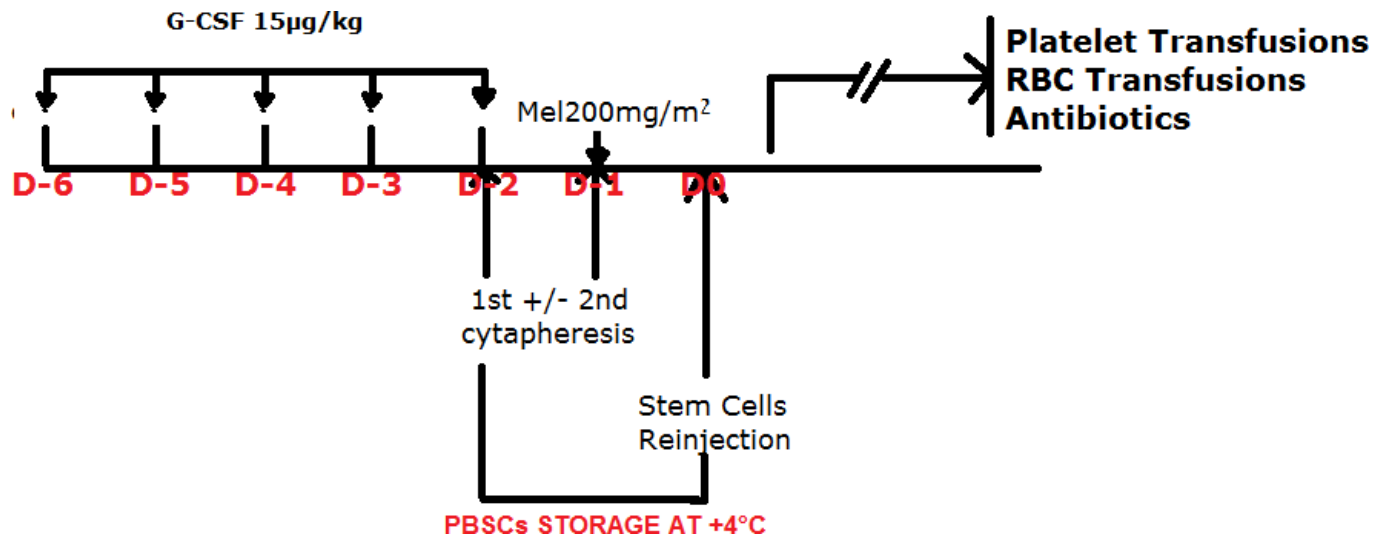 G-CSF 15µg/kg
Platelet Transfusions
RBC Transfusions
Antibiotics
Mel200mg/m²
D-6 D-5 D-4 D-3 D-2 D-1 D0
1st +/- 2nd
cytapheresis
Stem Cells
Reinjection
PBSCs STORAGE AT +4°C